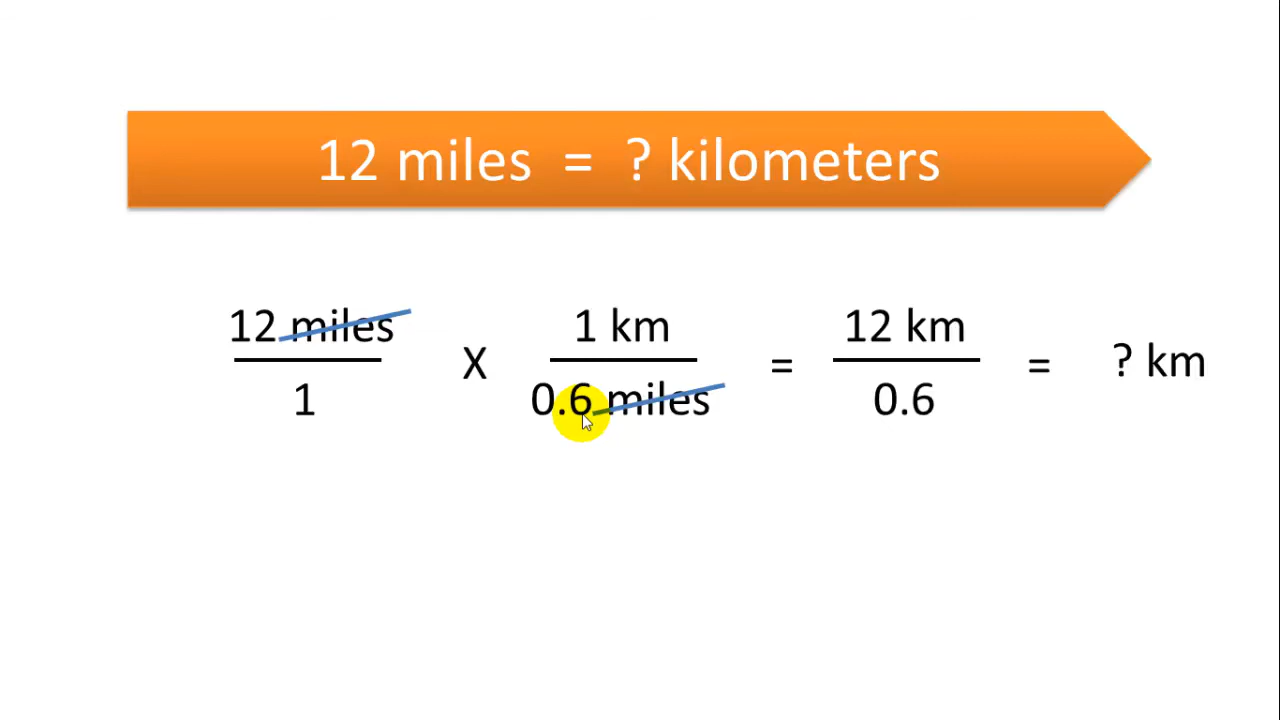 12 miles = ? kilometers
12 miles X 1 km = 12 km = ? km
1 0.6 miles 0.6